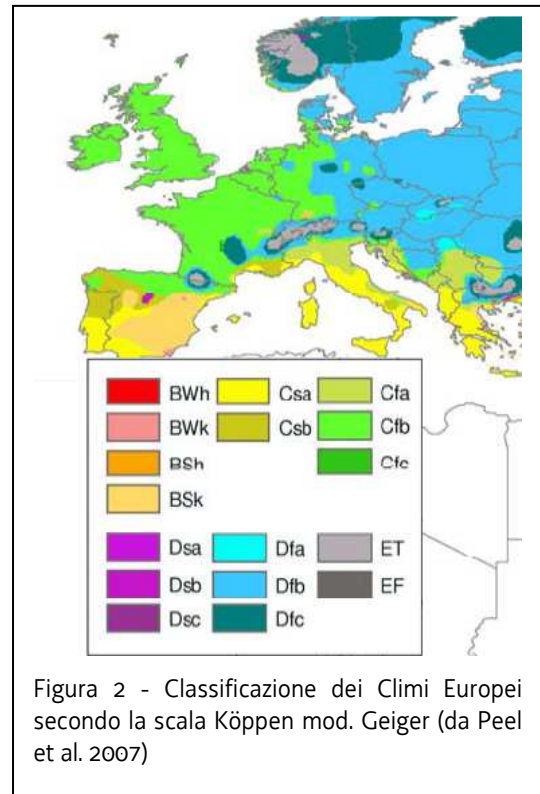 BWh Csa Cfa
BWk Csb Cfb
BSh Cfc
BSk
Dsa Dfa ET
Dsb Dfb EF
Dsc Dfc
Figura 2 - Classificazione dei Climi Europei
secondo la scala Köppen mod. Geiger (da Peel
et al. 2007)